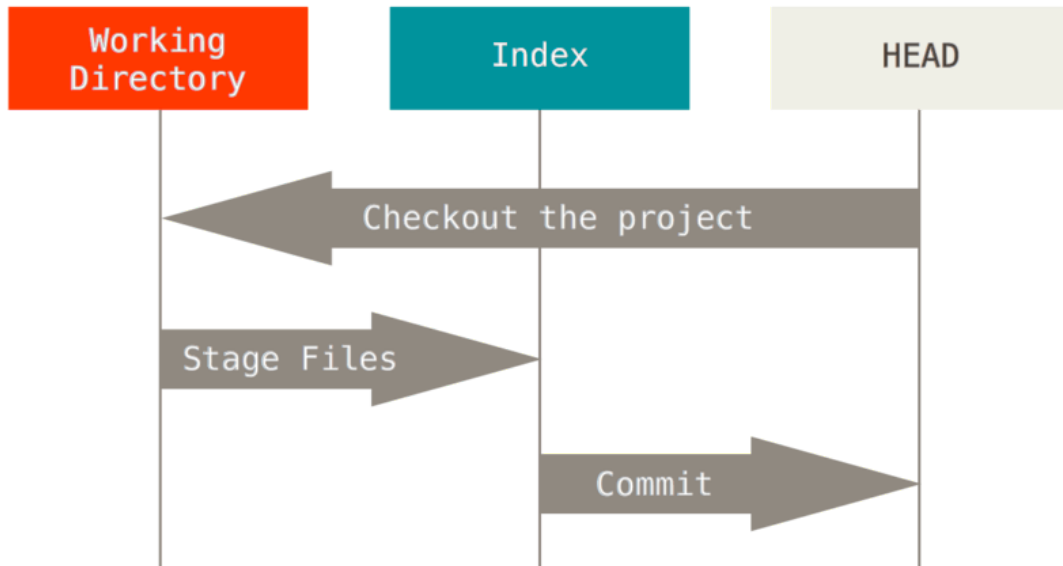 Working
Directory
Index
HEAD
Checkout the project
Stage Files
Commit